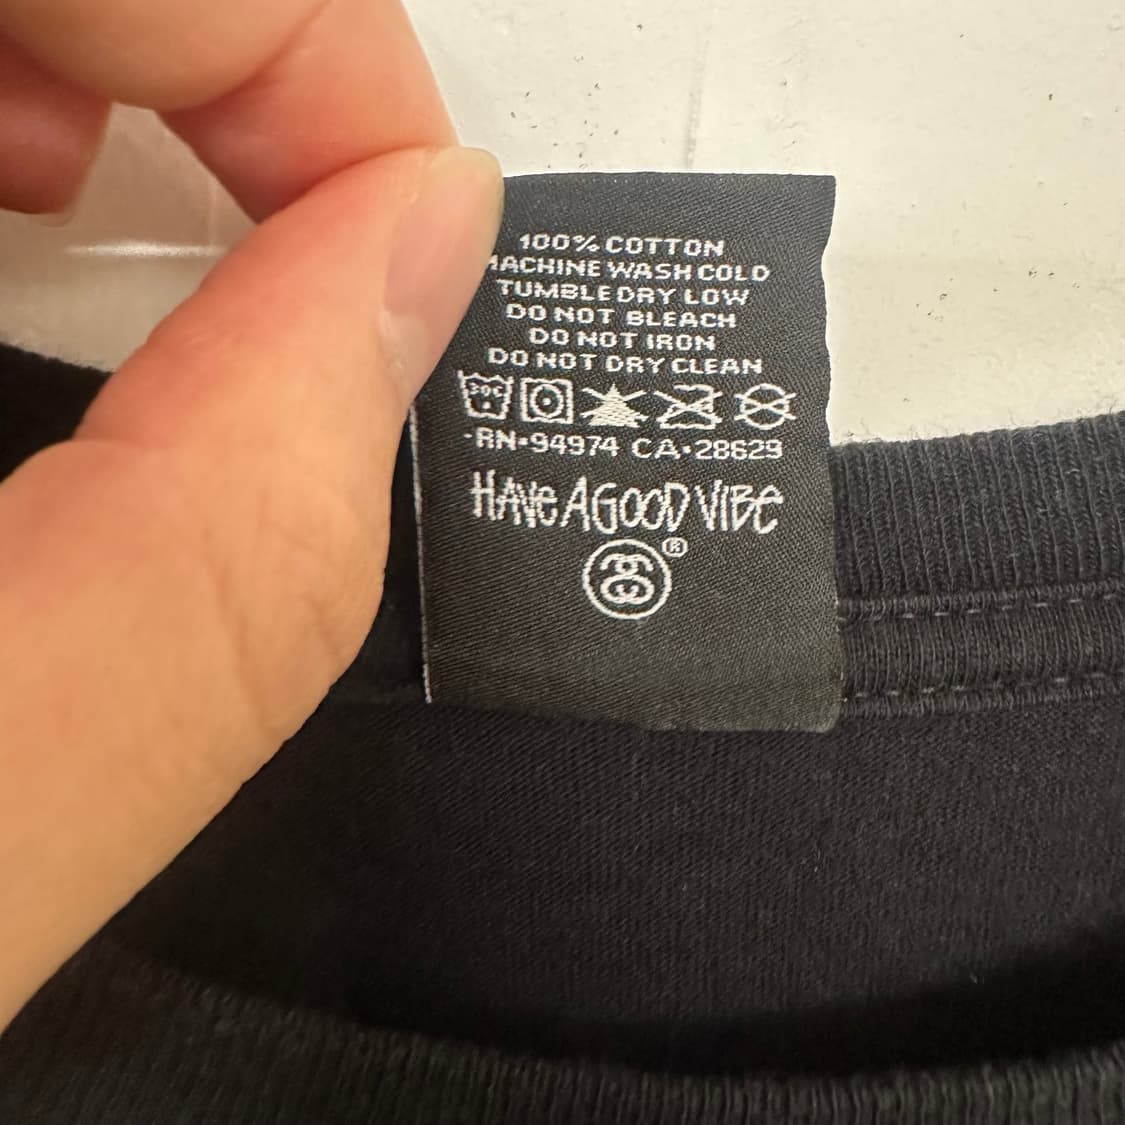 100% COTTON
MACHINE WASH COLD
TUMBLE DRY LOW
DO NOT BLEACH
DO NOT IRON
DO NOT DRY CLEAN
30C
RN•94974 CA•28629
HAVE A GOOD VIBE
®